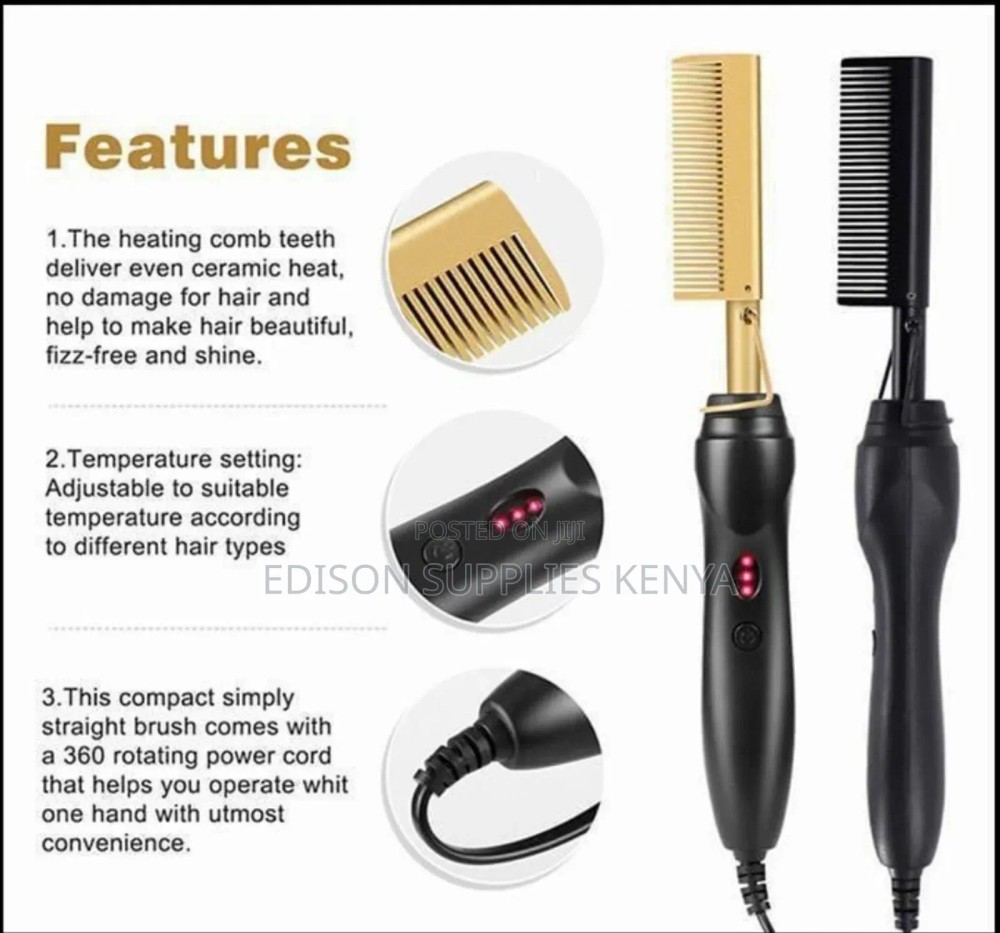 Features
1.The heating comb teeth
deliver even ceramic heat,
no damage for hair and
help to make hair beautiful,
fizz-free and shine.
2.Temperature setting:
Adjustable to suitable
temperature according
to different hair types
POSTED ON JIJI
EDISON SUPPLIES KENYA
3.This compact simply
straight brush comes with
a 360 rotating power cord
that helps you operate whit
one hand with utmost
convenience.